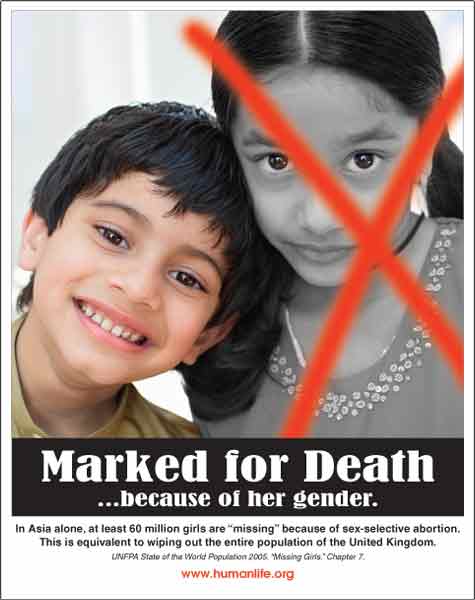 Marked for Death
...because of her gender.
In Asia alone, at least 60 million girls are “missing” because of sex-selective abortion.
This is equivalent to wiping out the entire population of the United Kingdom.
UNFPA State of the World Population 2005. “Missing Girls.” Chapter 7.
www.humanlife.org